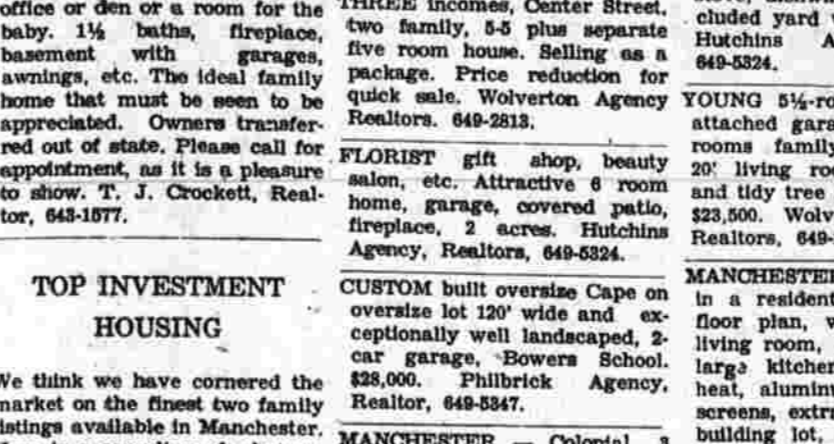 office or den or a room for the
baby. 1½ baths, fireplace,
basement with garages,
awnings, etc. The ideal family
home that must be seen to be
appreciated. Owners transfer-
red out of state. Please call for
appointment, as it is a pleasure
to show. T. J. Crockett, Real-
tor, 643-1577.
TOP INVESTMENT
HOUSING
We think we have cornered the
market on the finest two family
listings available in Manchester.
THREE incomes, Center Street,
two family, 5-5 plus separate
five room house. Selling as a
package. Price reduction for
quick sale. Wolverton Agency
Realtors. 649-2813.
FLORIST gift shop, beauty
salon, etc. Attractive 6 room
home, garage, covered patio,
fireplace, 2 acres. Hutchins
Agency, Realtors, 649-5324.
CUSTOM built oversize Cape on
oversize lot 120' wide and ex-
ceptionally well landscaped, 2-
car garage, Bowers School.
$28,000. Philbrick Agency,
Realtor, 649-5347.
MANCHESTER — Colonial, 3
cluded yard
Hutchins A
649-5324.
YOUNG 5½-ro
attached gara
rooms family
20' living roo
and tidy tree
$23,500. Wolv
Realtors, 649-
MANCHESTER
in a residen
floor plan, w
living room,
large kitchen
heat, alumin
screens, extr
building lot.